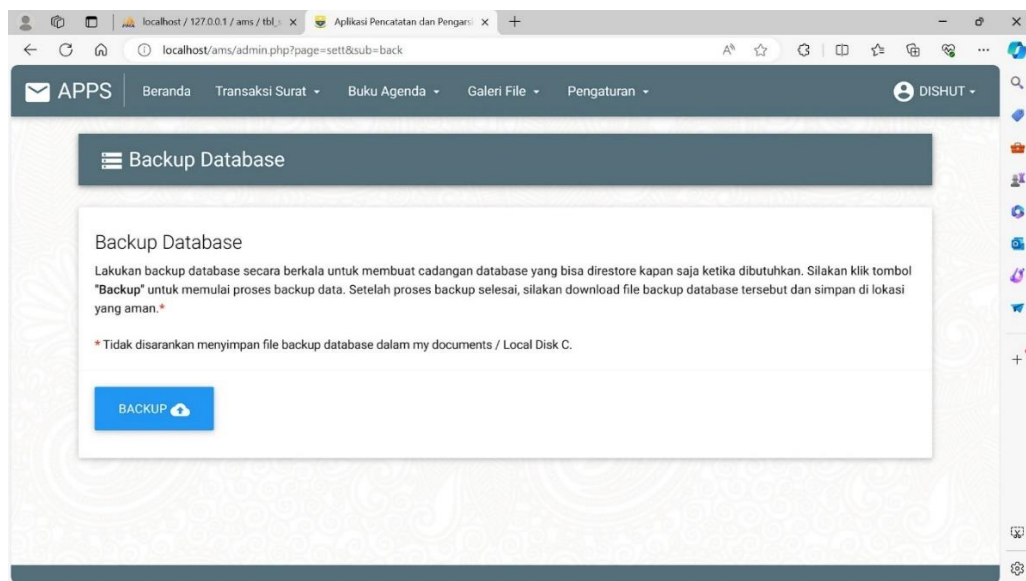 localhost / 127.0.0.1 / ams / tbl_s
Aplikasi Pencatatan dan Pengarsi
localhost/ams/admin.php?page=sett&sub=back
APPS
Beranda
Transaksi Surat
Buku Agenda
Galeri File
Pengaturan
DISHUT
Backup Database
Backup Database
Lakukan backup database secara berkala untuk membuat cadangan database yang bisa direstore kapan saja ketika dibutuhkan. Silakan klik tombol
"Backup" untuk memulai proses backup data. Setelah proses backup selesai, silakan download file backup database tersebut dan simpan di lokasi
yang aman.*
* Tidak disarankan menyimpan file backup database dalam my documents / Local Disk C.
BACKUP